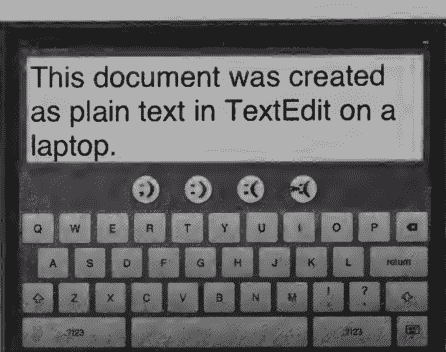 This document was created
as plain text in TextEdit on a
laptop.
;) :) :(
Q W E R T Y U I O P
A S D F G H J K L return
Z X C V B N M ! , ? .
.?123 .?123